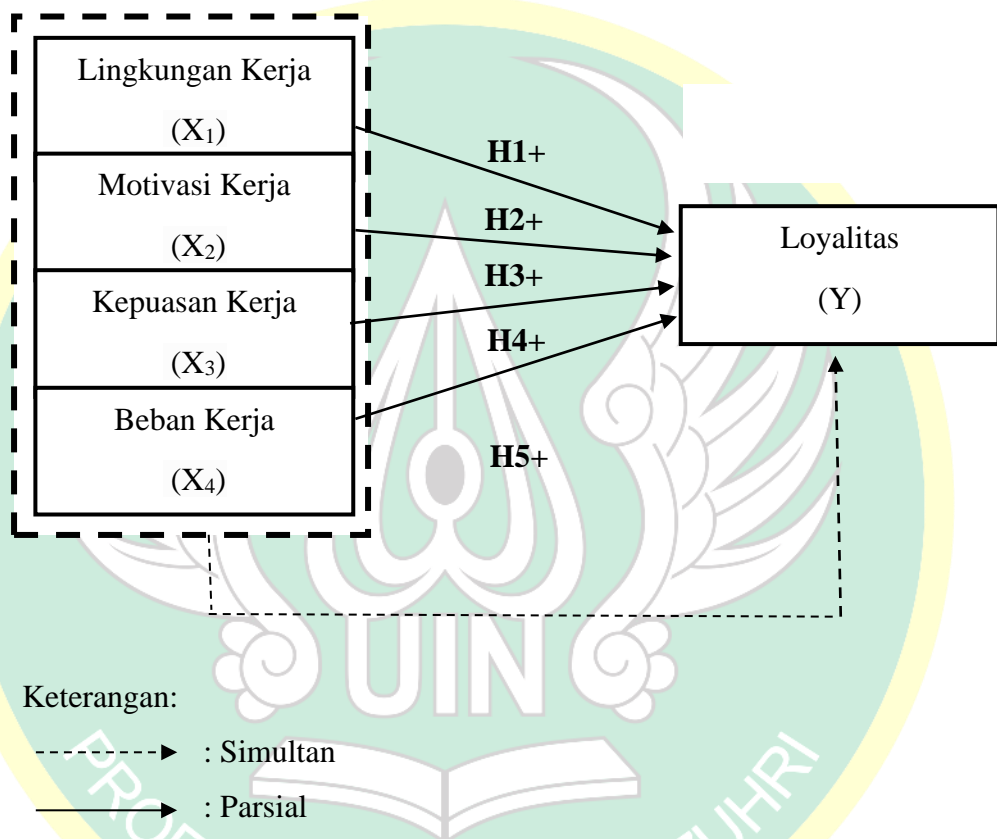 Lingkungan Kerja
(X₁)
Motivasi Kerja
(X₂)
Kepuasan Kerja
(X₃)
Beban Kerja
(X₄)
H1+
H2+
H3+
H4+
H5+
Loyalitas
(Y)
UIN
Keterangan:
: Simultan
: Parsial